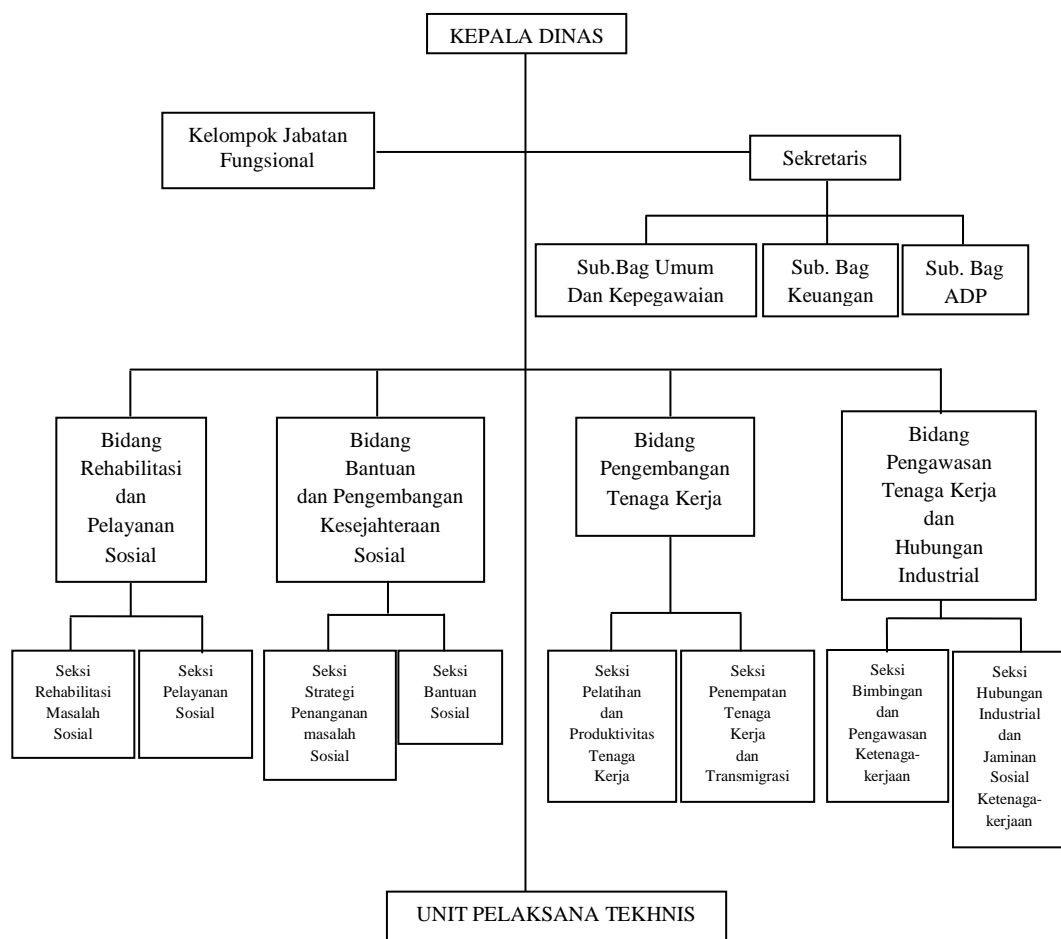 KEPALA DINAS
Kelompok Jabatan
Fungsional
Sekretaris
Sub.Bag Umum
Dan Kepegawaian
Sub. Bag
Keuangan
Sub. Bag
ADP
Bidang
Rehabilitasi
dan
Pelayanan
Sosial
Bidang
Bantuan
dan Pengembangan
Kesejahteraan
Sosial
Bidang
Pengembangan
Tenaga Kerja
Bidang
Pengawasan
Tenaga Kerja
dan
Hubungan
Industrial
Seksi
Rehabilitasi
Masalah
Sosial
Seksi
Pelayanan
Sosial
Seksi
Strategi
Penanganan
masalah
Sosial
Seksi
Bantuan
Sosial
Seksi
Pelatihan
dan
Produktivitas
Tenaga
Kerja
Seksi
Penempatan
Tenaga
Kerja
dan
Transmigrasi
Seksi
Bimbingan
dan
Pengawasan
Ketenaga-
kerjaan
Seksi
Hubungan
Industrial
dan
Jaminan
Sosial
Ketenaga-
kerjaan
UNIT PELAKSANA TEKHNIS